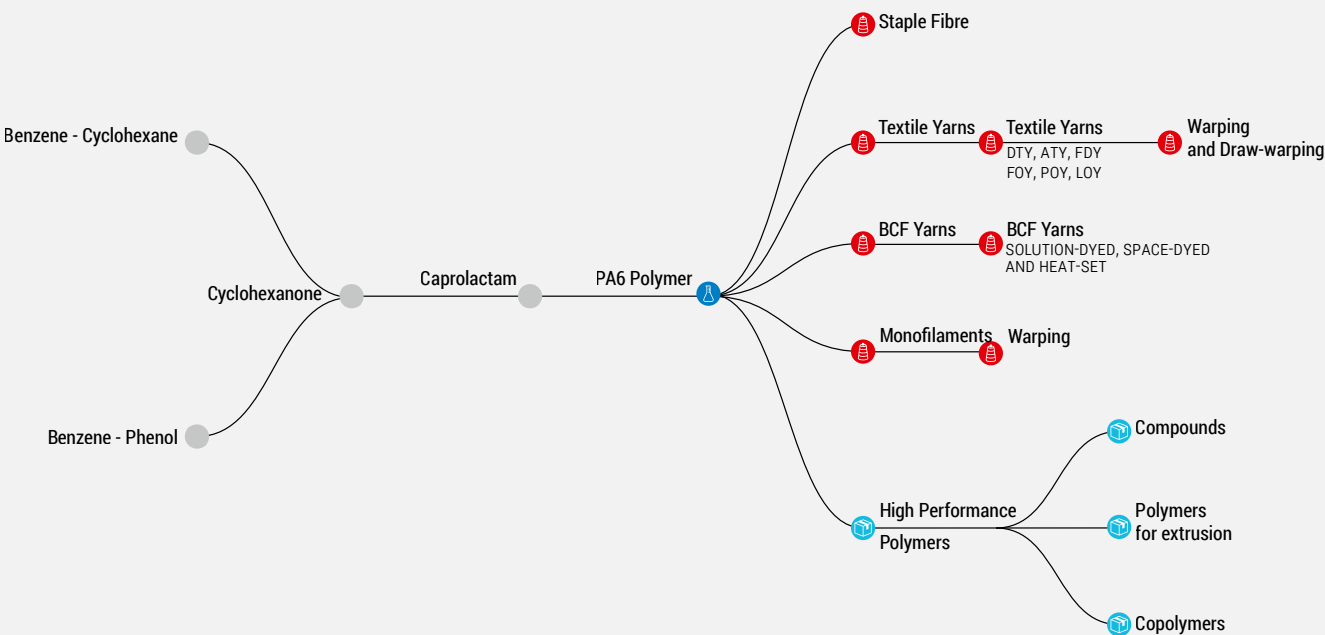 Staple Fibre
Benzene - Cyclohexane
Textile Yarns
Textile Yarns
DTY, ATY, FDY
FOY, POY, LOY
Warping
and Draw-warping
BCF Yarns
BCF Yarns
SOLUTION-DYED, SPACE-DYED
AND HEAT-SET
Cyclohexanone
Caprolactam
PA6 Polymer
Monofilaments
Warping
Benzene - Phenol
High Performance
Polymers
Compounds
Polymers
for extrusion
Copolymers